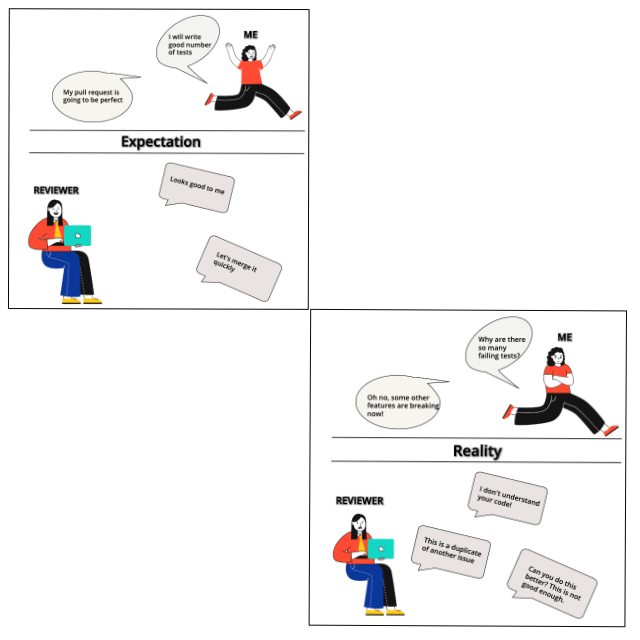 I will write
good number
of tests
ME
My pull request is
going to be perfect
Expectation
REVIEWER
Looks good to me
Let's merge it
quickly
Why are there
so many
failing tests?
ME
Oh no, some other
features are breaking
now!
Reality
REVIEWER
I don't understand
your code!
This is a duplicate
of another issue
Can you do this
better? This is not
good enough.